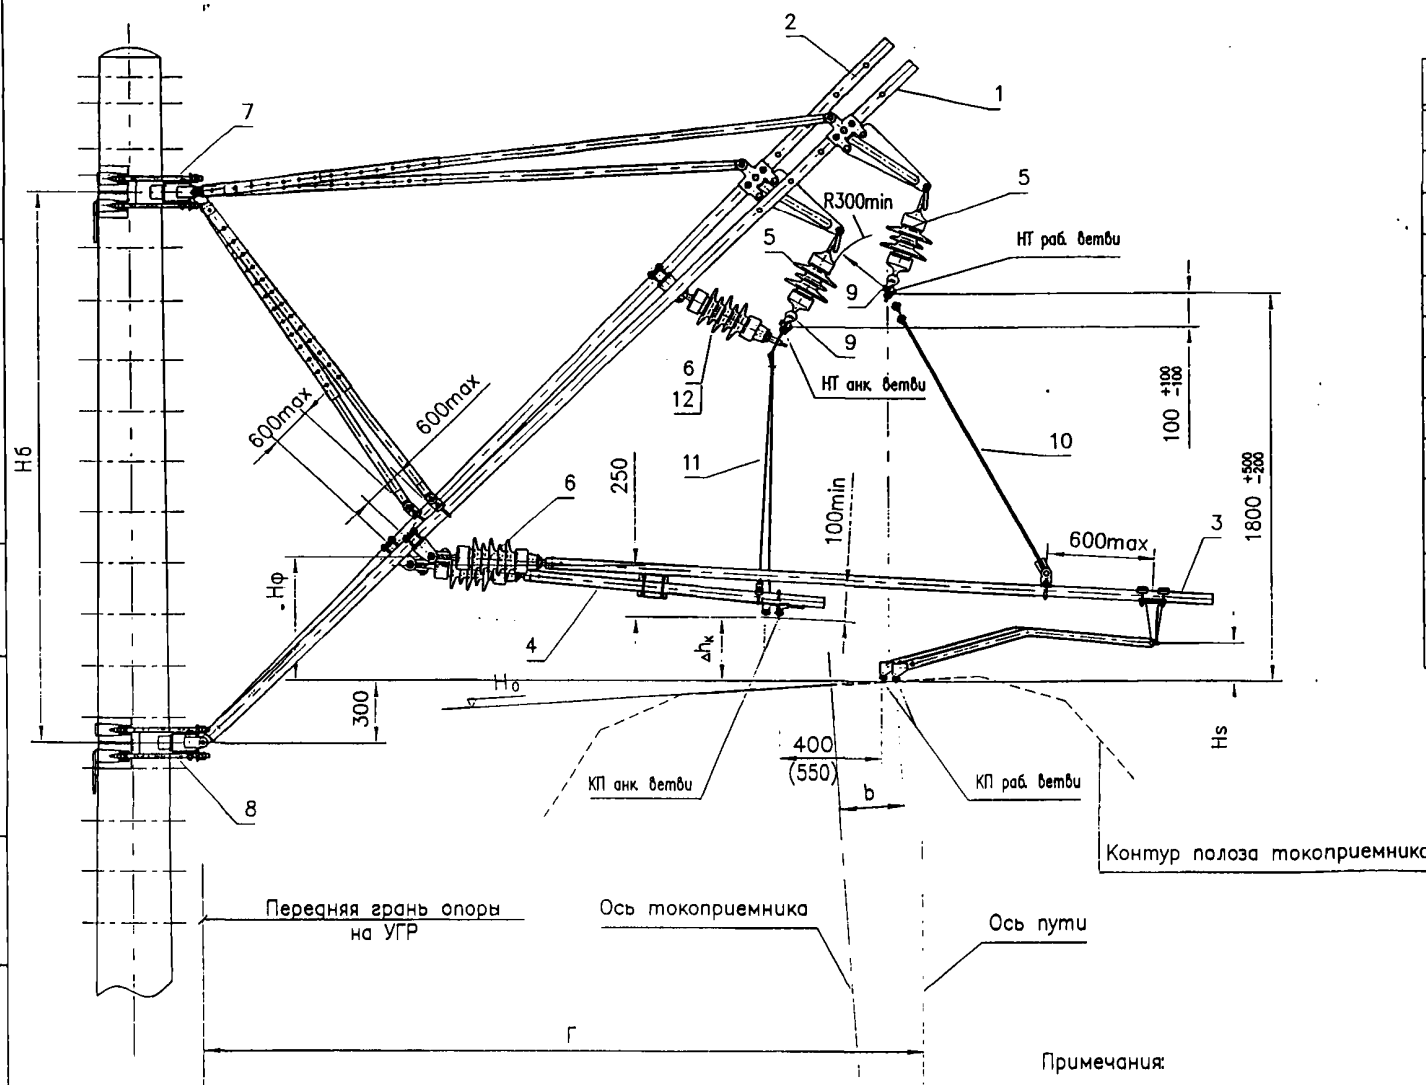 2
1
7
5
R300min
НТ раб. ветви
5
9
9
6
12
НТ анк. ветви
100 +100 -100
600max
600max
Нб
10
11
250
100min
1800 +500 -200
6
3
600max
Нф
4
Δhк
Но
300
Hs
400
(550)
КП анк. ветви
КП раб. ветви
b
8
Контур полоза токоприемника
Передняя грань опоры
на УГР
Ось токоприемника
Ось пути
Г
Примечания: